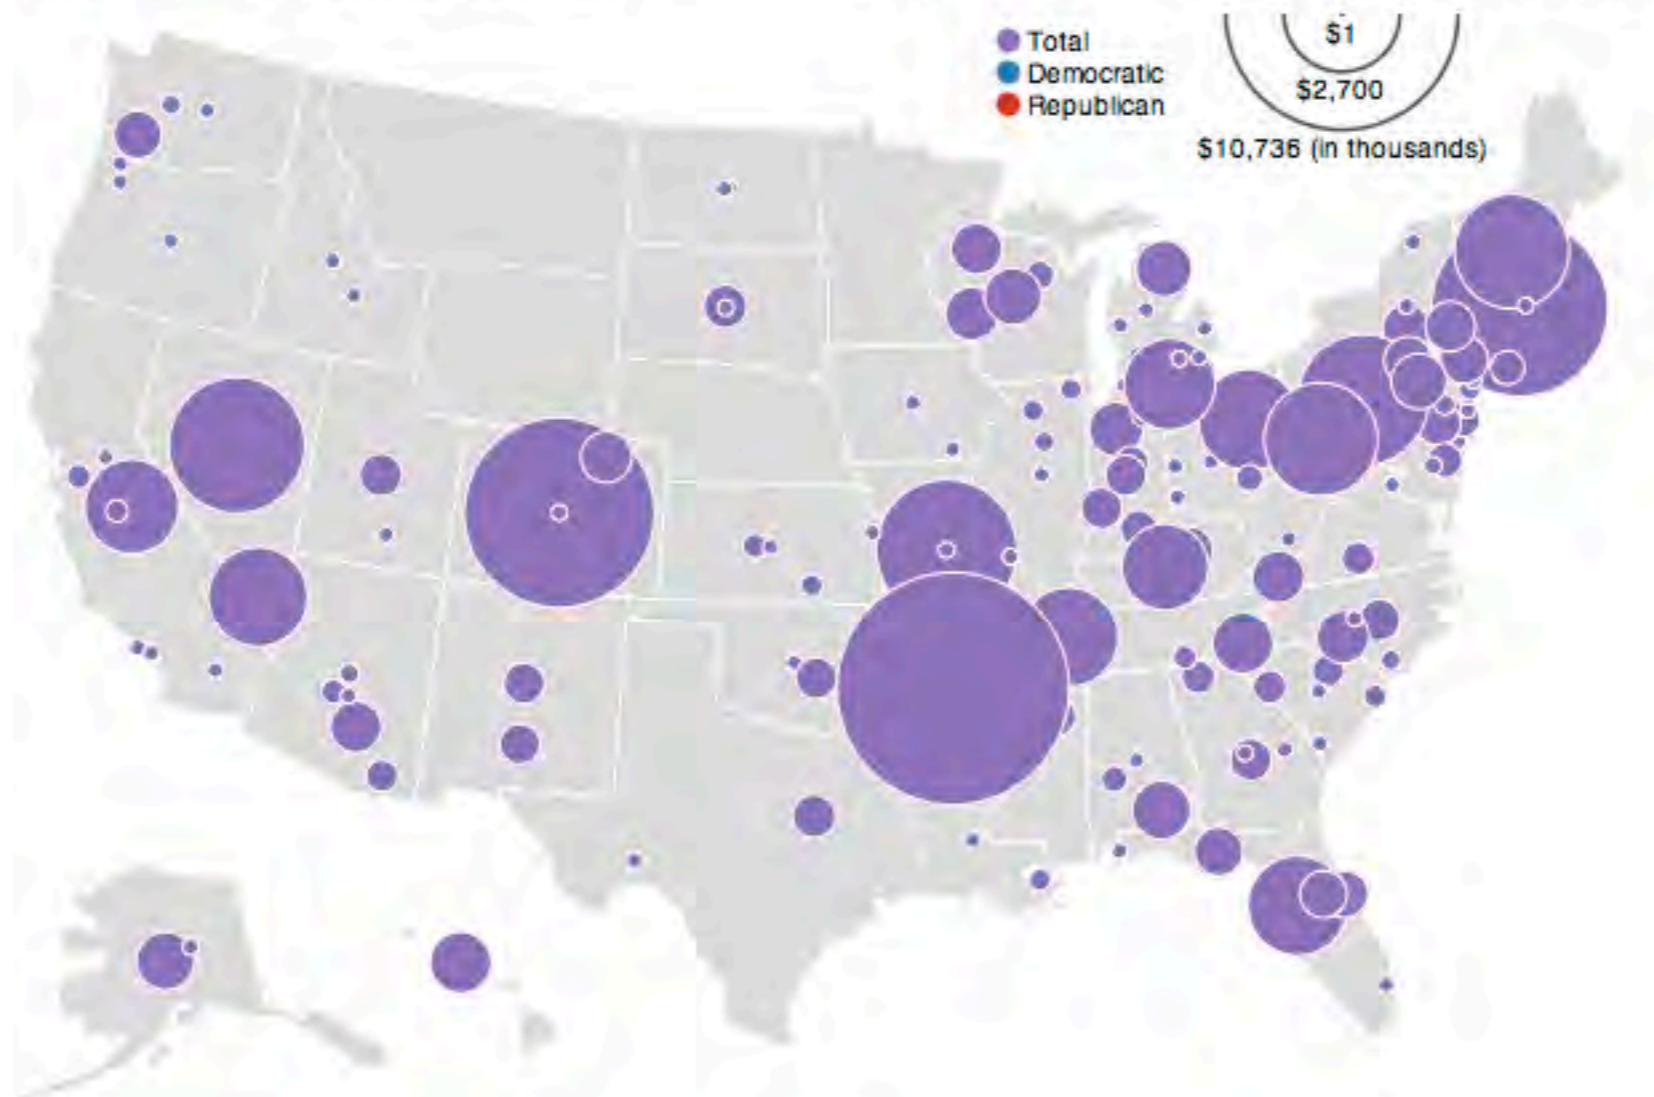 Total
Democratic
Republican
$1
$2,700
$10,736 (in thousands)